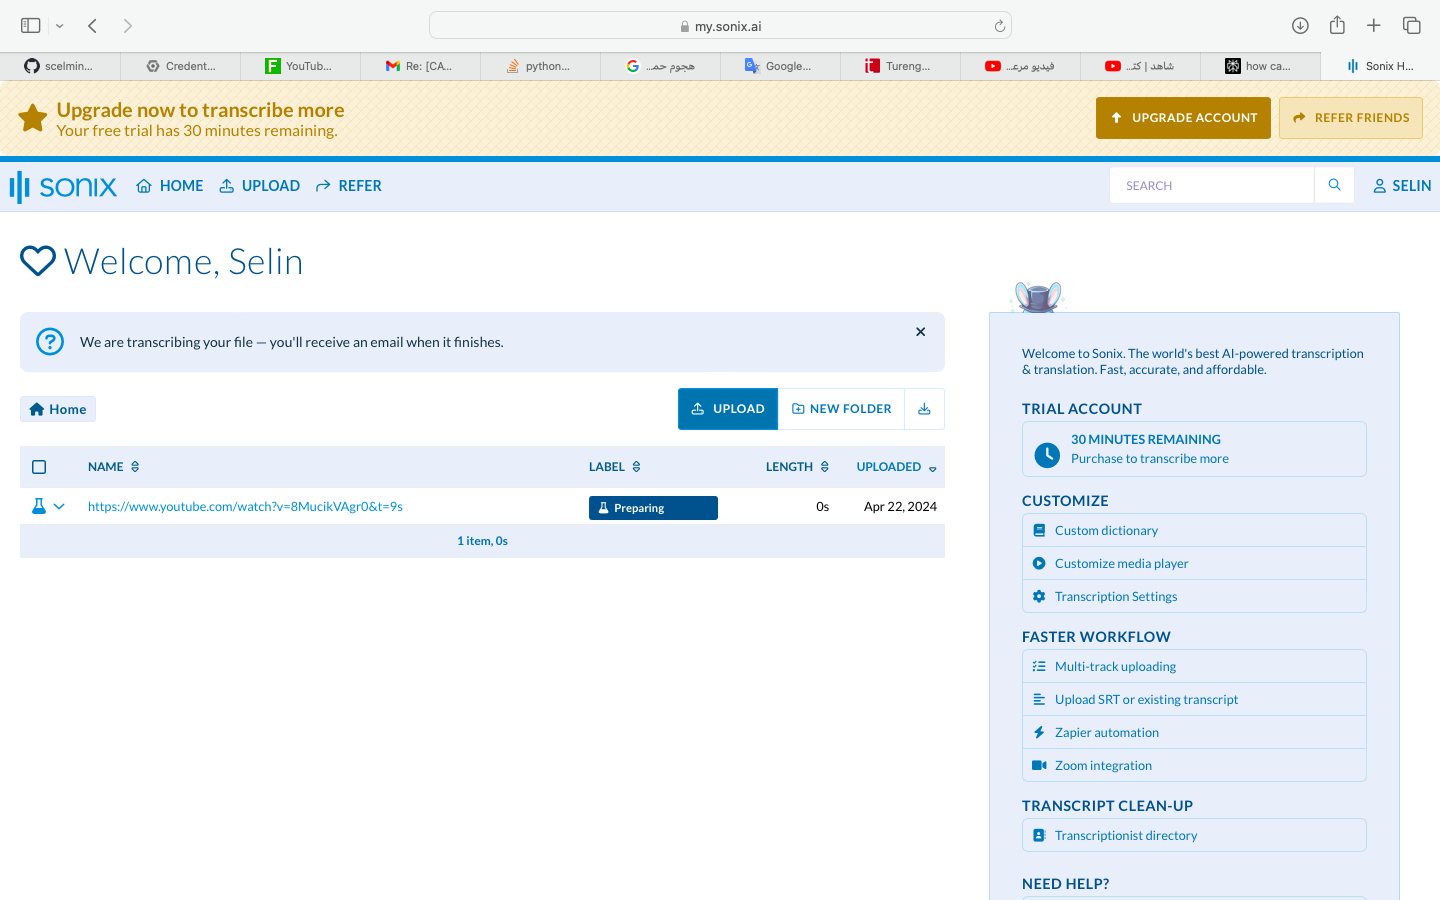 my.sonix.ai
scelmin...
Credent...
YouTub...
Re: [CA...
python...
هجوم حمـ...
Google...
Tureng...
فيديو مرعـ...
شاهد | كتـ...
how ca...
Sonix H...
Upgrade now to transcribe more
Your free trial has 30 minutes remaining.
UPGRADE ACCOUNT
REFER FRIENDS
sonix
HOME
UPLOAD
REFER
SEARCH
SELIN
Welcome, Selin
We are transcribing your file — you'll receive an email when it finishes.
Home
UPLOAD
NEW FOLDER
NAME
LABEL
LENGTH
UPLOADED
https://www.youtube.com/watch?v=8MucikVAgr0&t=9s
Preparing
0s
Apr 22, 2024
1 item, 0s
Welcome to Sonix. The world's best AI-powered transcription
& translation. Fast, accurate, and affordable.
TRIAL ACCOUNT
30 MINUTES REMAINING
Purchase to transcribe more
CUSTOMIZE
Custom dictionary
Customize media player
Transcription Settings
FASTER WORKFLOW
Multi-track uploading
Upload SRT or existing transcript
Zapier automation
Zoom integration
TRANSCRIPT CLEAN-UP
Transcriptionist directory
NEED HELP?